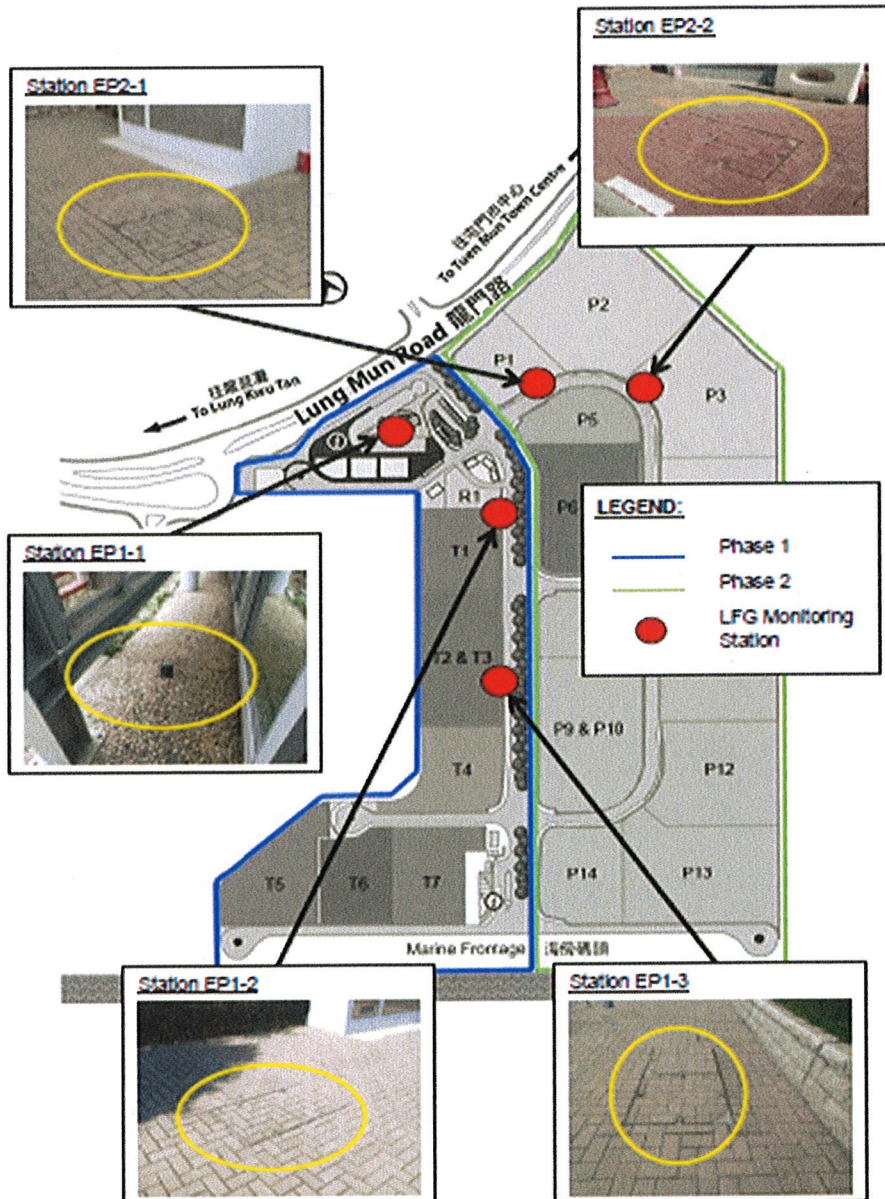 Station EP2-2
Station EP2-1
往屯門市中心
To Tuen Mun Town Centre
Lung Mun Road 龍門路
往龍鼓灘
To Lung Kwu Tan
P2
P1
P3
P5
R1
P6
LEGEND:
Phase 1
Phase 2
LFG Monitoring
Station
Station EP1-1
T1
T2 & T3
P9 & P10
T4
P12
T5
T6
T7
P14
P13
Marine Frontage
海傍碼頭
Station EP1-2
Station EP1-3